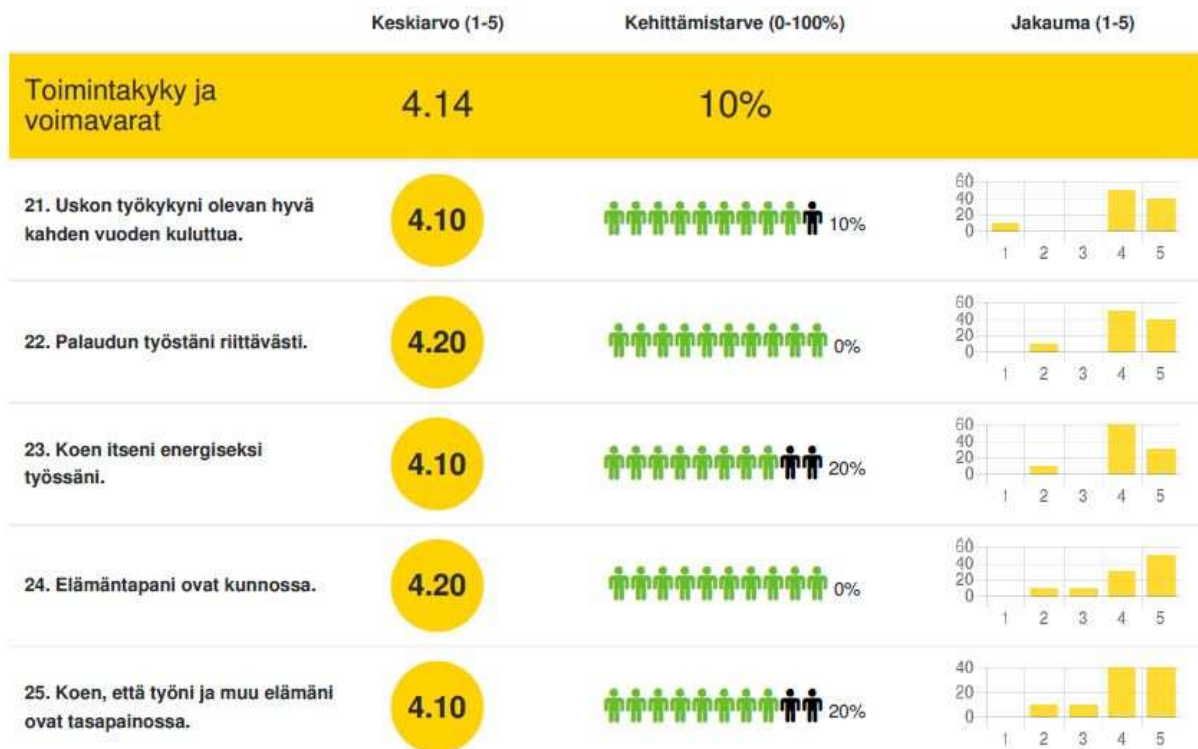 Keskiarvo (1-5) Kehittämistarve (0-100%) Jakauma (1-5)
Toimintakyky ja
voimavarat
4.14 10%
21. Uskon työkykyni olevan hyvä
kahden vuoden kuluttua.
4.10
10%
60
40
20
0
1 2 3 4 5
22. Palaudun työstäni riittävästi.
4.20
0%
60
40
20
0
1 2 3 4 5
23. Koen itseni energiseksi
työssäni.
4.10
20%
60
40
20
0
1 2 3 4 5
24. Elämäntapani ovat kunnossa.
4.20
0%
60
40
20
0
1 2 3 4 5
25. Koen, että työni ja muu elämäni
ovat tasapainossa.
4.10
20%
40
20
0
1 2 3 4 5